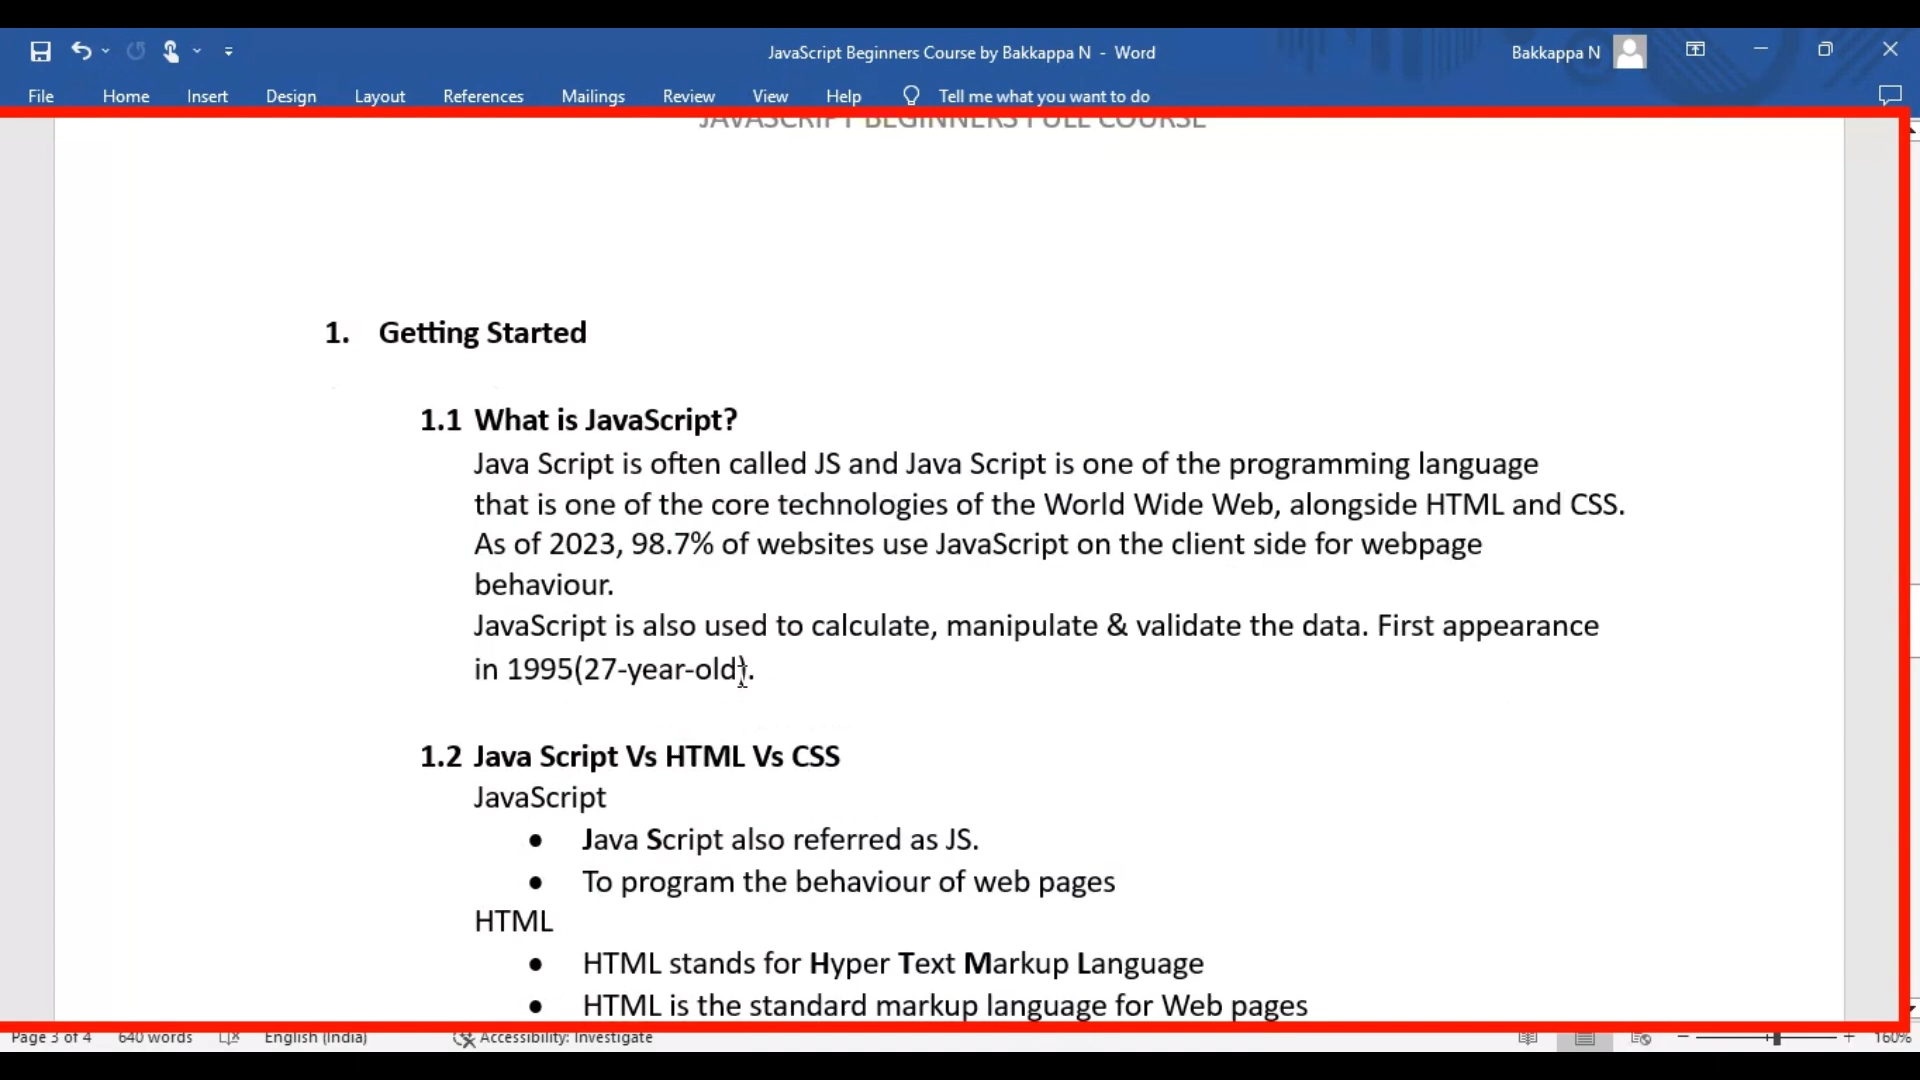 JavaScript Beginners Course by Bakkappa N - Word
Bakkappa N
File Home Insert Design Layout References Mailings Review View Help Tell me what you want to do
JAVASCRIPT BEGINNERS FULL COURSE
1. Getting Started
1.1 What is JavaScript?
Java Script is often called JS and Java Script is one of the programming language
that is one of the core technologies of the World Wide Web, alongside HTML and CSS.
As of 2023, 98.7% of websites use JavaScript on the client side for webpage
behaviour.
JavaScript is also used to calculate, manipulate & validate the data. First appearance
in 1995(27-year-old).
1.2 Java Script Vs HTML Vs CSS
JavaScript
● Java Script also referred as JS.
● To program the behaviour of web pages
HTML
● HTML stands for Hyper Text Markup Language
● HTML is the standard markup language for Web pages
Page 3 of 4 640 words English (India) Accessibility: Investigate 160%